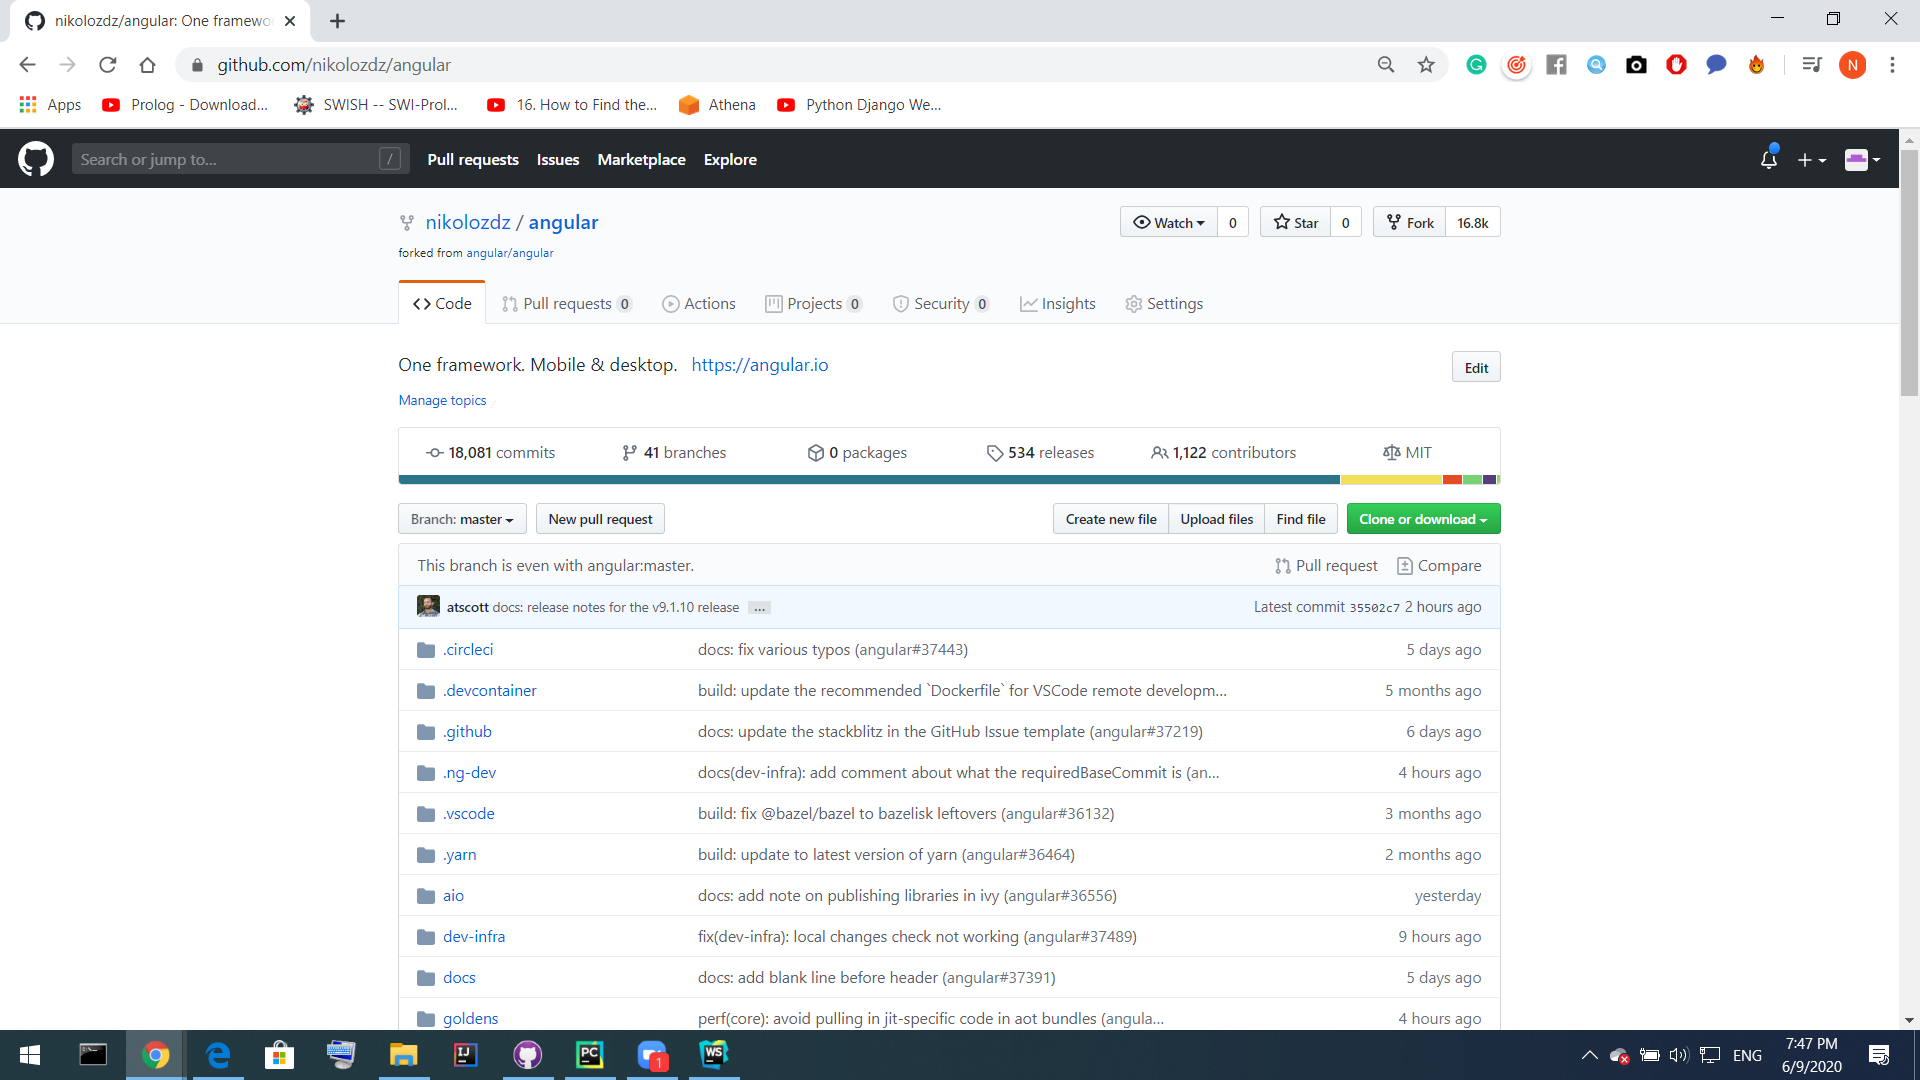 nikolozdz/angular: One framewo
github.com/nikolozdz/angular
Apps Prolog - Download... SWISH -- SWI-Prol... 16. How to Find the... Athena Python Django We...
Search or jump to... / Pull requests Issues Marketplace Explore
nikolozdz / angular Watch 0 Star 0 Fork 16.8k
forked from angular/angular
Code Pull requests 0 Actions Projects 0 Security 0 Insights Settings
One framework. Mobile & desktop. https://angular.io Edit
Manage topics
18,081 commits 41 branches 0 packages 534 releases 1,122 contributors MIT
Branch: master New pull request Create new file Upload files Find file Clone or download
This branch is even with angular:master. Pull request Compare
atscott docs: release notes for the v9.1.10 release ... Latest commit 35502c7 2 hours ago
.circleci docs: fix various typos (angular#37443) 5 days ago
.devcontainer build: update the recommended `Dockerfile` for VSCode remote developm... 5 months ago
.github docs: update the stackblitz in the GitHub Issue template (angular#37219) 6 days ago
.ng-dev docs(dev-infra): add comment about what the requiredBaseCommit is (an... 4 hours ago
.vscode build: fix @bazel/bazel to bazelisk leftovers (angular#36132) 3 months ago
.yarn build: update to latest version of yarn (angular#36464) 2 months ago
aio docs: add note on publishing libraries in ivy (angular#36556) yesterday
dev-infra fix(dev-infra): local changes check not working (angular#37489) 9 hours ago
docs docs: add blank line before header (angular#37391) 5 days ago
goldens perf(core): avoid pulling in jit-specific code in aot bundles (angula... 4 hours ago
IJ PC 1 WS ENG 7:47 PM
6/9/2020
N